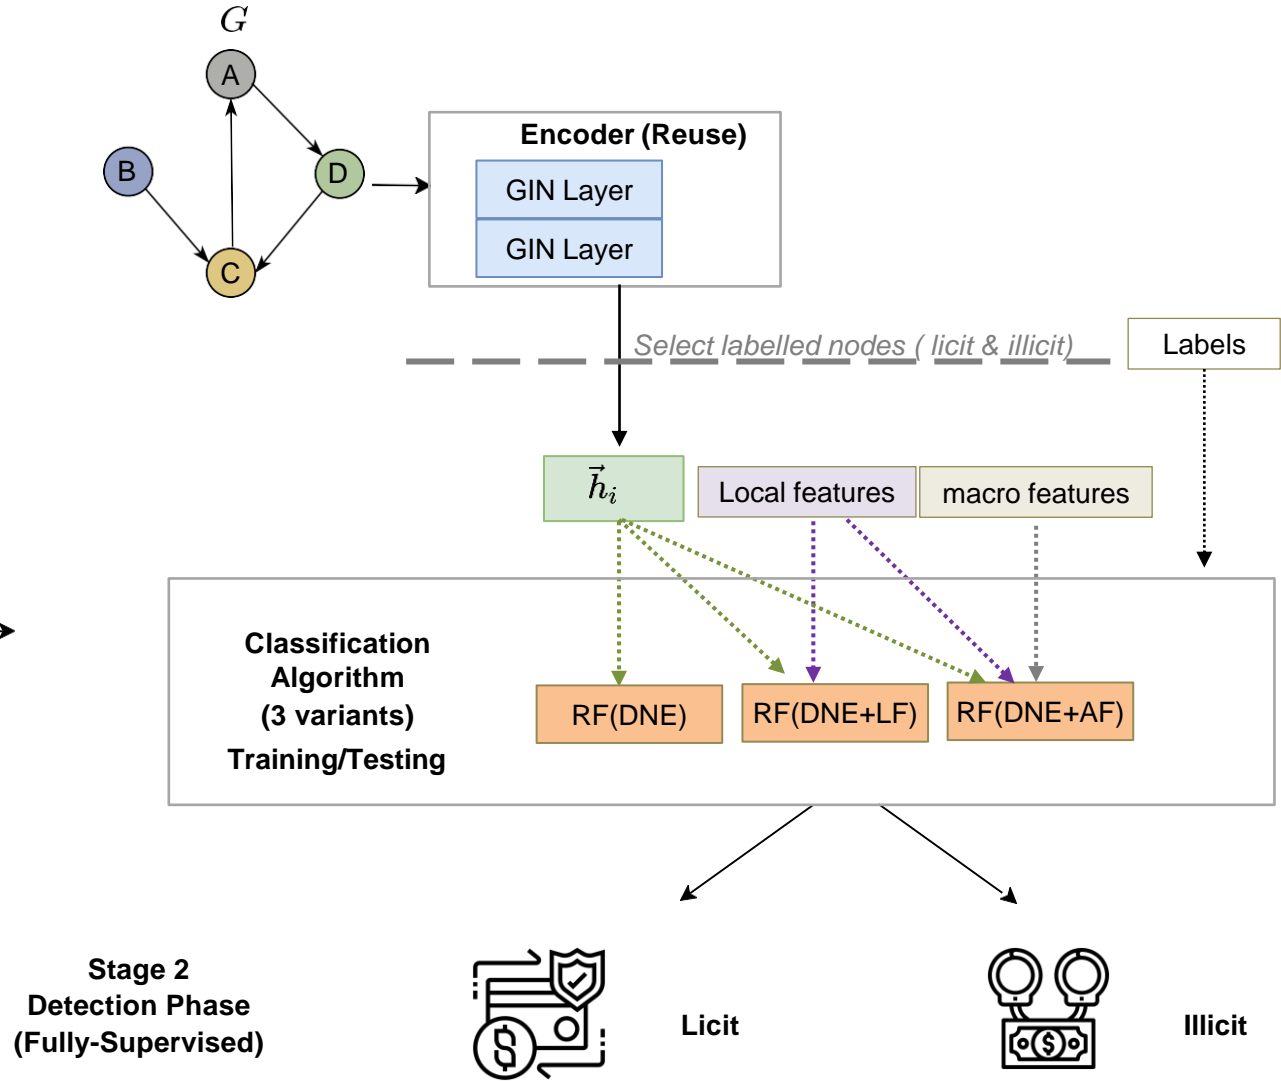 G
A
B
D
C
Encoder (Reuse)
GIN Layer
GIN Layer
Select labelled nodes ( licit & illicit)
Labels
$\vec{h}_i$
Local features
macro features
Classification
Algorithm
(3 variants)
Training/Testing
RF(DNE)
RF(DNE+LF)
RF(DNE+AF)
Stage 2
Detection Phase
(Fully-Supervised)
$
Licit
$
Illicit